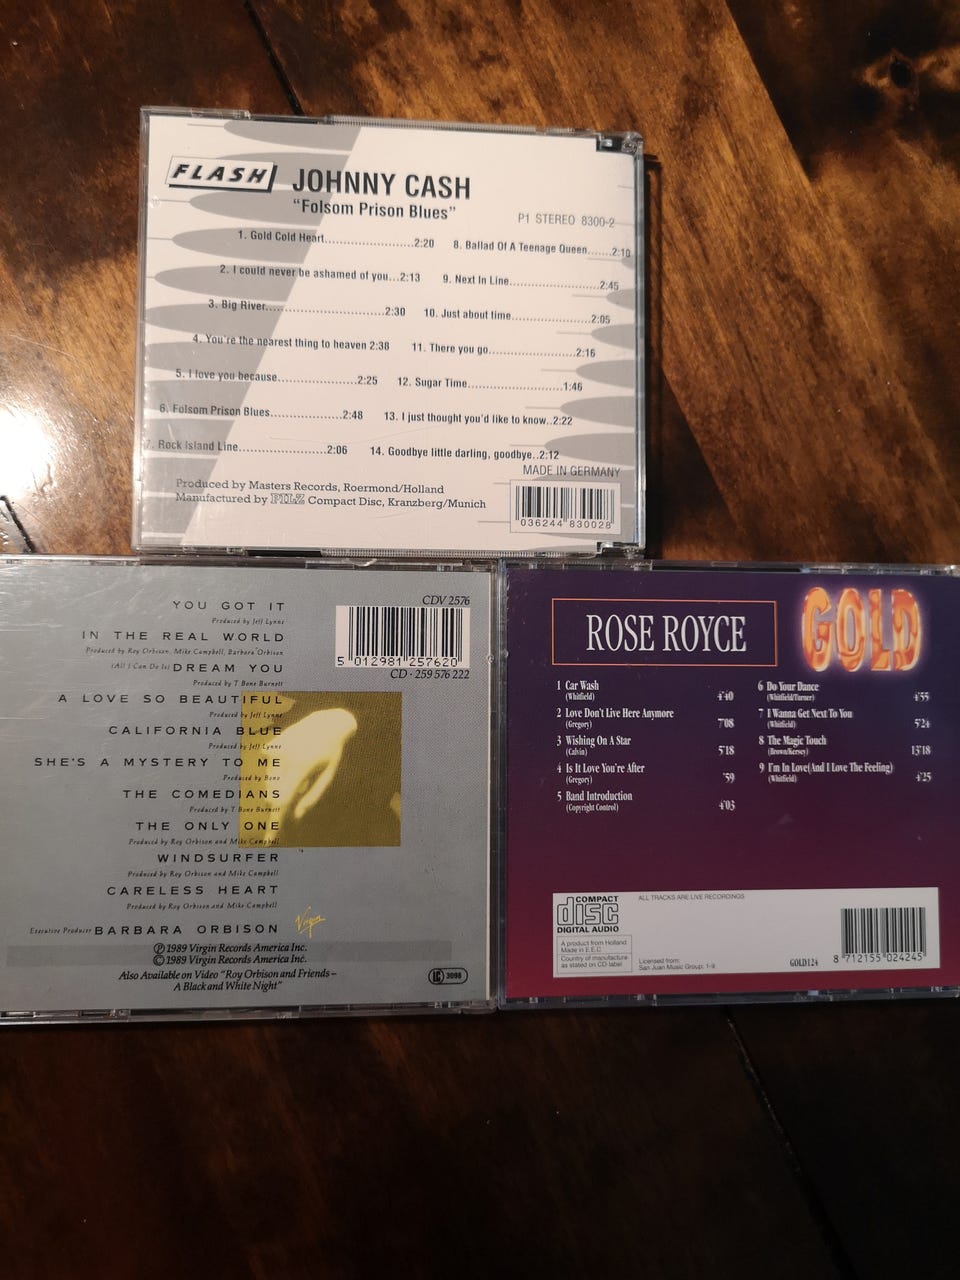 FLASH
JOHNNY CASH
"Folsom Prison Blues"
P1 STEREO 8300-2
1. Gold Cold Heart........................2:20
2. I could never be ashamed of you...2:13
3. Big River................................2:30
4. You're the nearest thing to heaven 2:38
5. I love you because......................2:25
6. Folsom Prison Blues...................2:48
7. Rock Island Line........................2:06
8. Ballad Of A Teenage Queen.......2:10
9. Next In Line..........................2:45
10. Just about time.......................2:05
11. There you go........................2:16
12. Sugar Time..........................1:46
13. I just thought you'd like to know..2:22
14. Goodbye little darling, goodbye..2:12
MADE IN GERMANY
Produced by Masters Records, Roermond/Holland
Manufactured by PILZ Compact Disc, Kranzberg/Munich
036244 830028
YOU GOT IT
Produced by Jeff Lynne
IN THE REAL WORLD
Produced by Roy Orbison, Mike Campbell, Barbara Orbison
(All I Can Do Is) DREAM YOU
Produced by T Bone Burnett
A LOVE SO BEAUTIFUL
Produced by Jeff Lynne
CALIFORNIA BLUE
Produced by Jeff Lynne
SHE'S A MYSTERY TO ME
Produced by Bono
THE COMEDIANS
Produced by T Bone Burnett
THE ONLY ONE
Produced by Roy Orbison and Mike Campbell
WINDSURFER
Produced by Roy Orbison and Mike Campbell
CARELESS HEART
Produced by Roy Orbison and Mike Campbell
Executive Producer BARBARA ORBISON
℗ 1989 Virgin Records America Inc.
© 1989 Virgin Records America Inc.
Also Available on Video "Roy Orbison and Friends –
A Black and White Night"
CDV 2576
5 012981 257620
CD · 259 576 222
Virgin
LC 3098
ROSE ROYCE
GOLD
1 Car Wash
(Whitfield) 4'40
2 Love Don't Live Here Anymore
(Gregory) 7'08
3 Wishing On A Star
(Calvin) 5'18
4 Is It Love You're After
(Gregory) '59
5 Band Introduction
(Copyright Control) 4'03
6 Do Your Dance
(Whitfield/Turner) 4'55
7 I Wanna Get Next To You
(Whitfield) 5'24
8 The Magic Touch
(Brown/Kersey) 13'18
9 I'm In Love(And I Love The Feeling)
(Whitfield) 4'25
COMPACT
disc
DIGITAL AUDIO
ALL TRACKS ARE LIVE RECORDINGS
A product from Holland
Made in E.E.C
Country of manufacture
as stated on CD-label
Licensed from:
San Juan Music Group, 1-9.
GOLD124
8 712155 024245